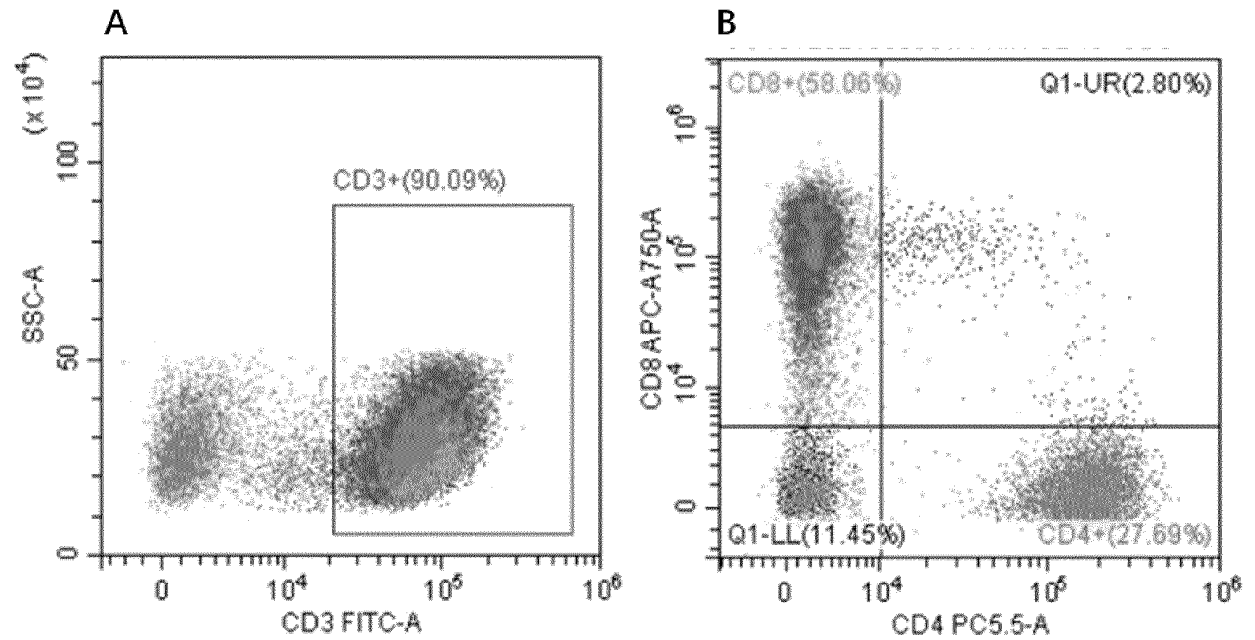 A
(x 10⁴)
SSC-A
100
50
0
CD3+(90.09%)
0 10⁴ 10⁵ 10⁶
CD3 FITC-A
B
CD8+(58.06%) Q1-UR(2.80%)
CD8 APC-A750-A
10⁶
10⁵
10⁴
0
Q1-LL(11.45%) CD4+(27.69%)
0 10⁴ 10⁵ 10⁶
CD4 PC5.5-A